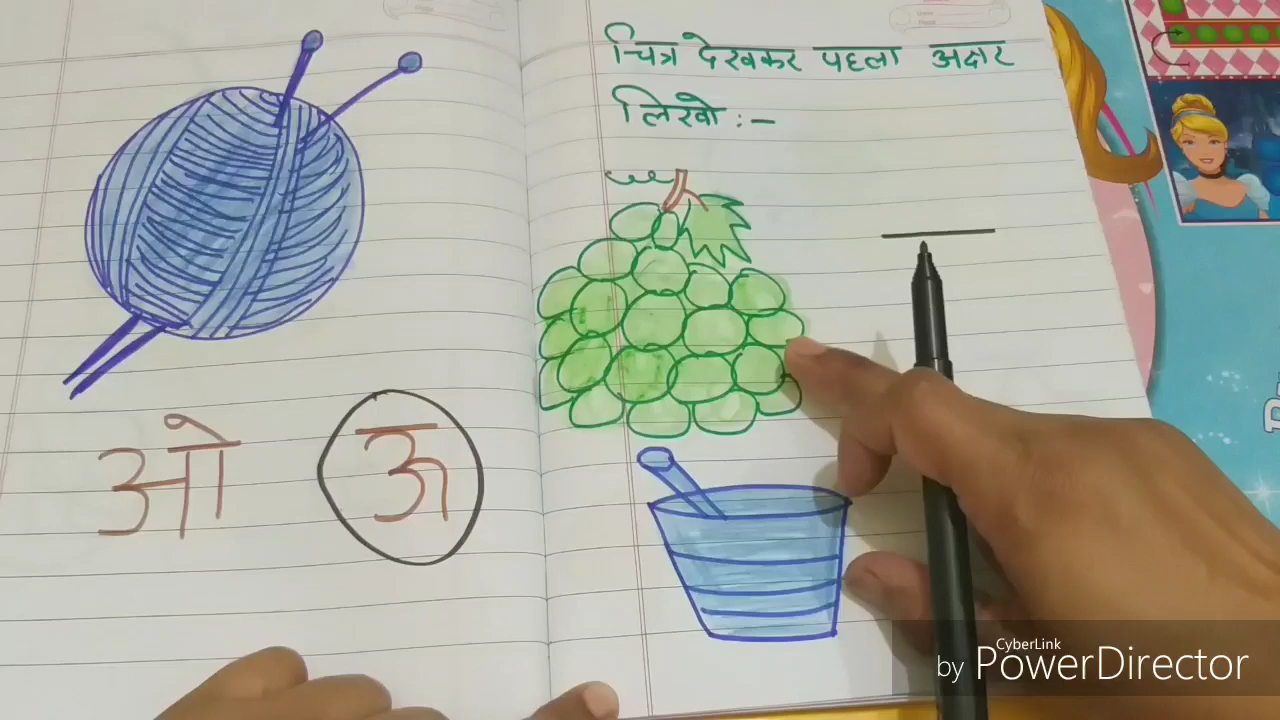 ओ ऊ
चित्र देखकर पहला अक्षर
लिखो :-
CyberLink
by PowerDirector